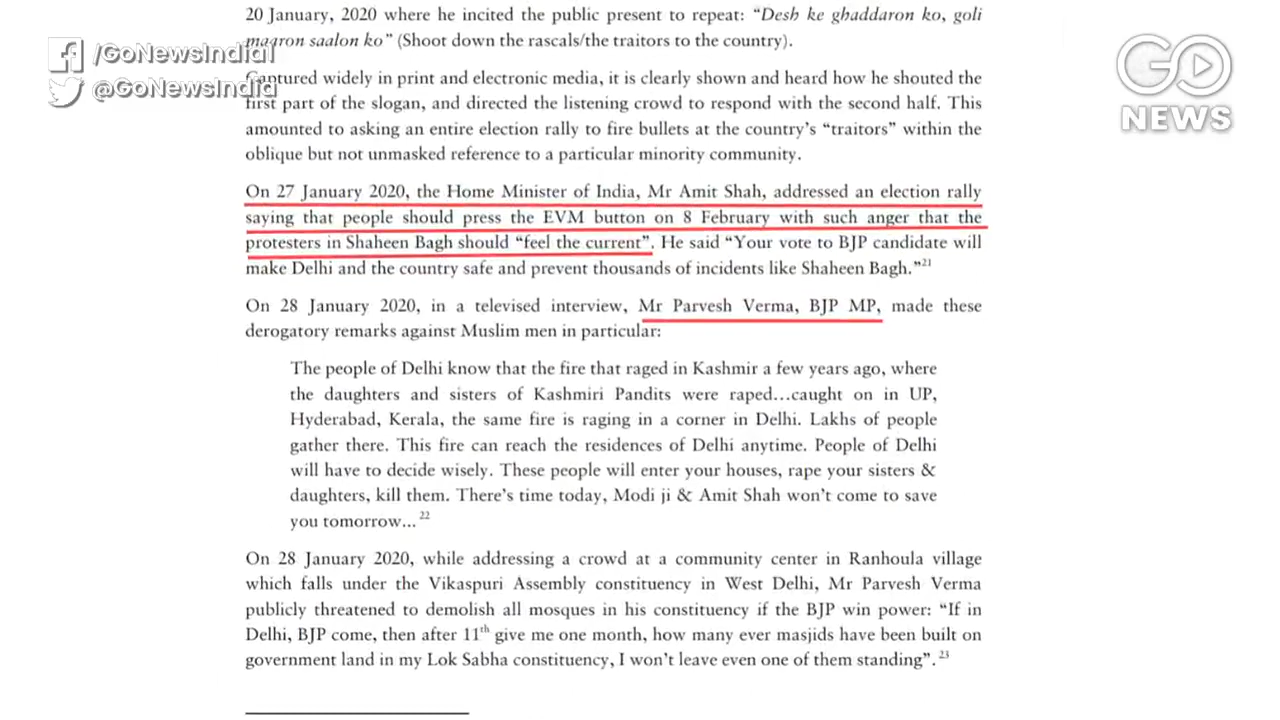 20 January, 2020 where he incited the public present to repeat: “Desh ke ghaddaron ko, goli
maaron saalon ko” (Shoot down the rascals/the traitors to the country).
/GoNewsIndia1
@GoNewsIndia
GO
NEWS
Captured widely in print and electronic media, it is clearly shown and heard how he shouted the
first part of the slogan, and directed the listening crowd to respond with the second half. This
amounted to asking an entire election rally to fire bullets at the country’s “traitors” within the
oblique but not unmasked reference to a particular minority community.
On 27 January 2020, the Home Minister of India, Mr Amit Shah, addressed an election rally
saying that people should press the EVM button on 8 February with such anger that the
protesters in Shaheen Bagh should “feel the current”. He said “Your vote to BJP candidate will
make Delhi and the country safe and prevent thousands of incidents like Shaheen Bagh.”21
On 28 January 2020, in a televised interview, Mr Parvesh Verma, BJP MP, made these
derogatory remarks against Muslim men in particular:
The people of Delhi know that the fire that raged in Kashmir a few years ago, where
the daughters and sisters of Kashmiri Pandits were raped...caught on in UP,
Hyderabad, Kerala, the same fire is raging in a corner in Delhi. Lakhs of people
gather there. This fire can reach the residences of Delhi anytime. People of Delhi
will have to decide wisely. These people will enter your houses, rape your sisters &
daughters, kill them. There’s time today, Modi ji & Amit Shah won’t come to save
you tomorrow... 22
On 28 January 2020, while addressing a crowd at a community center in Ranhoula village
which falls under the Vikaspuri Assembly constituency in West Delhi, Mr Parvesh Verma
publicly threatened to demolish all mosques in his constituency if the BJP win power: “If in
Delhi, BJP come, then after 11th give me one month, how many ever masjids have been built on
government land in my Lok Sabha constituency, I won’t leave even one of them standing”. 23